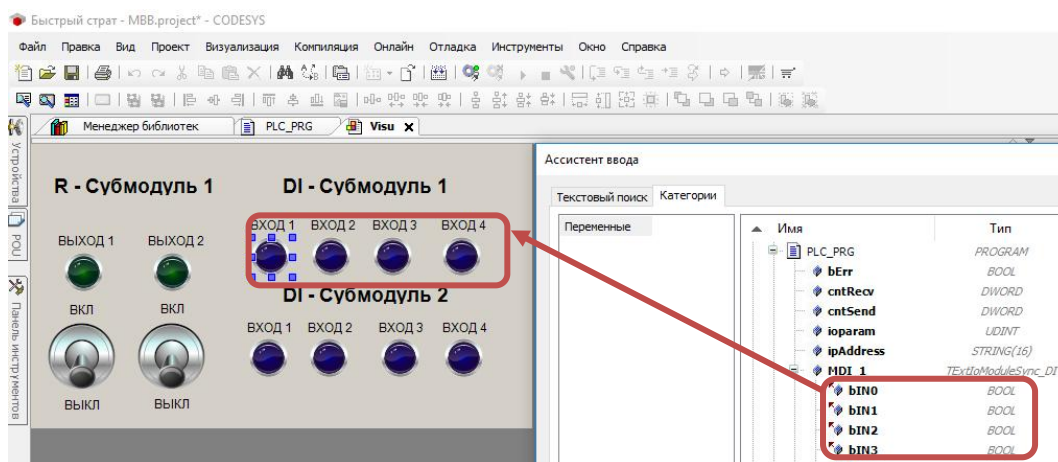 Быстрый страт - MBB.project* - CODESYS
Файл Правка Вид Проект Визуализация Компиляция Онлайн Отладка Инструменты Окно Справка
Менеджер библиотек PLC_PRG Visu
Ассистент ввода
Устройства
POU
Панель инструментов
R - Субмодуль 1
DI - Субмодуль 1
ВЫХОД 1 ВЫХОД 2
ВХОД 1 ВХОД 2 ВХОД 3 ВХОД 4
DI - Субмодуль 2
ВКЛ ВКЛ
ВХОД 1 ВХОД 2 ВХОД 3 ВХОД 4
ВЫКЛ ВЫКЛ
Текстовый поиск Категории
Переменные
Имя Тип
PLC_PRG PROGRAM
bErr BOOL
cntRecv DWORD
cntSend DWORD
ioparam UDINT
ipAddress STRING(16)
MDI_1 TExtIoModuleSync_DI
bIN0 BOOL
bIN1 BOOL
bIN2 BOOL
bIN3 BOOL